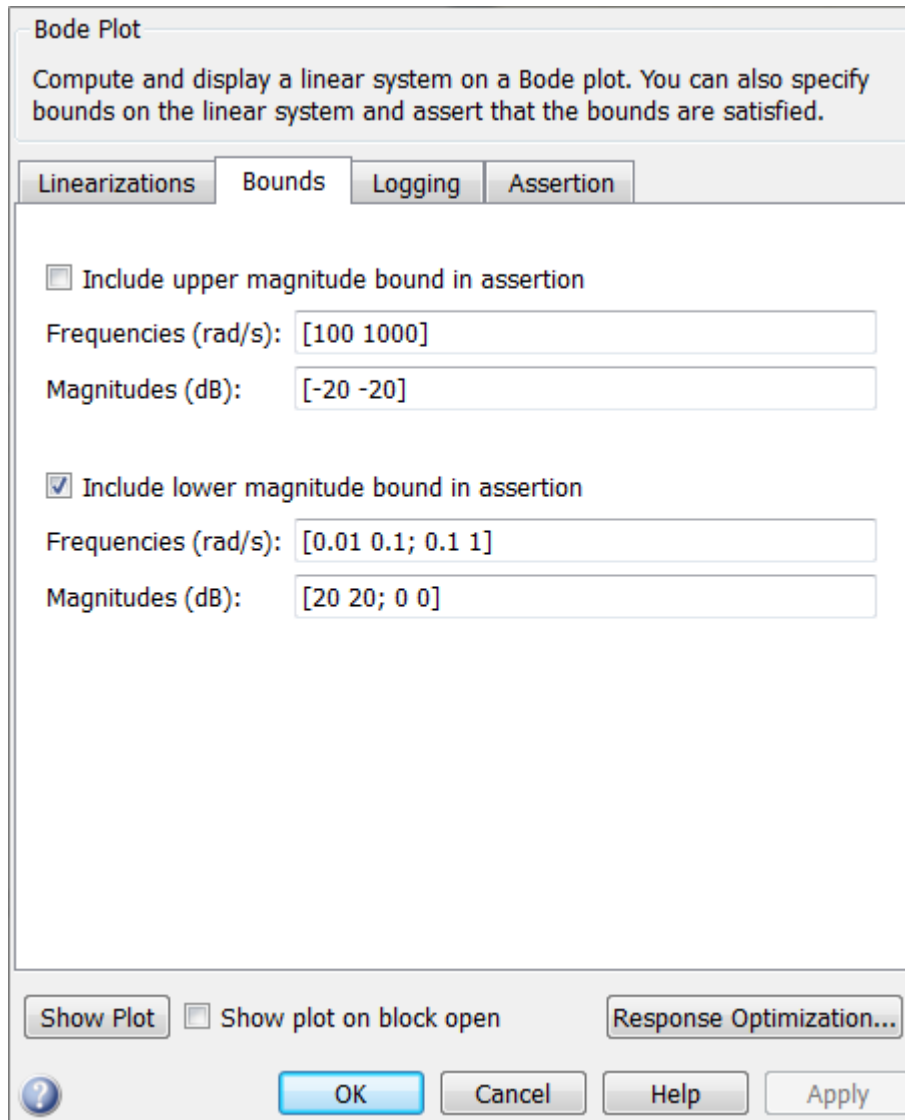 Bode Plot
Compute and display a linear system on a Bode plot. You can also specify
bounds on the linear system and assert that the bounds are satisfied.
Linearizations Bounds Logging Assertion
Include upper magnitude bound in assertion
Frequencies (rad/s): [100 1000]
Magnitudes (dB): [-20 -20]
Include lower magnitude bound in assertion
Frequencies (rad/s): [0.01 0.1; 0.1 1]
Magnitudes (dB): [20 20; 0 0]
Show Plot Show plot on block open Response Optimization...
? OK Cancel Help Apply